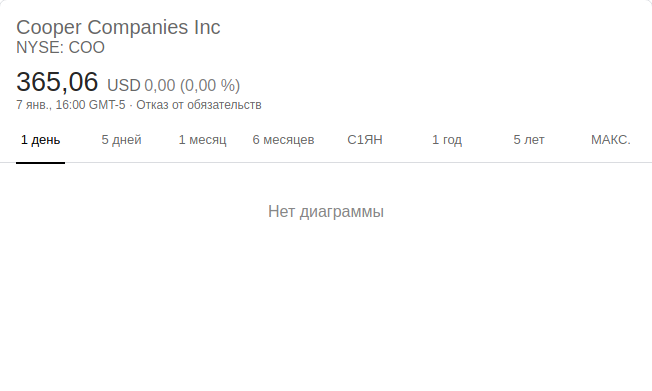 Cooper Companies Inc
NYSE: COO
365,06 USD 0,00 (0,00 %)
7 янв., 16:00 GMT-5 · Отказ от обязательств
1 день 5 дней 1 месяц 6 месяцев С1ЯН 1 год 5 лет МАКС.
Нет диаграммы